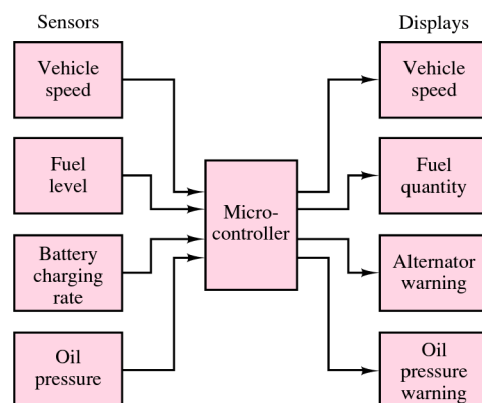 Sensors
Vehicle
speed
Fuel
level
Battery
charging
rate
Oil
pressure
Micro-
controller
Displays
Vehicle
speed
Fuel
quantity
Alternator
warning
Oil
pressure
warning